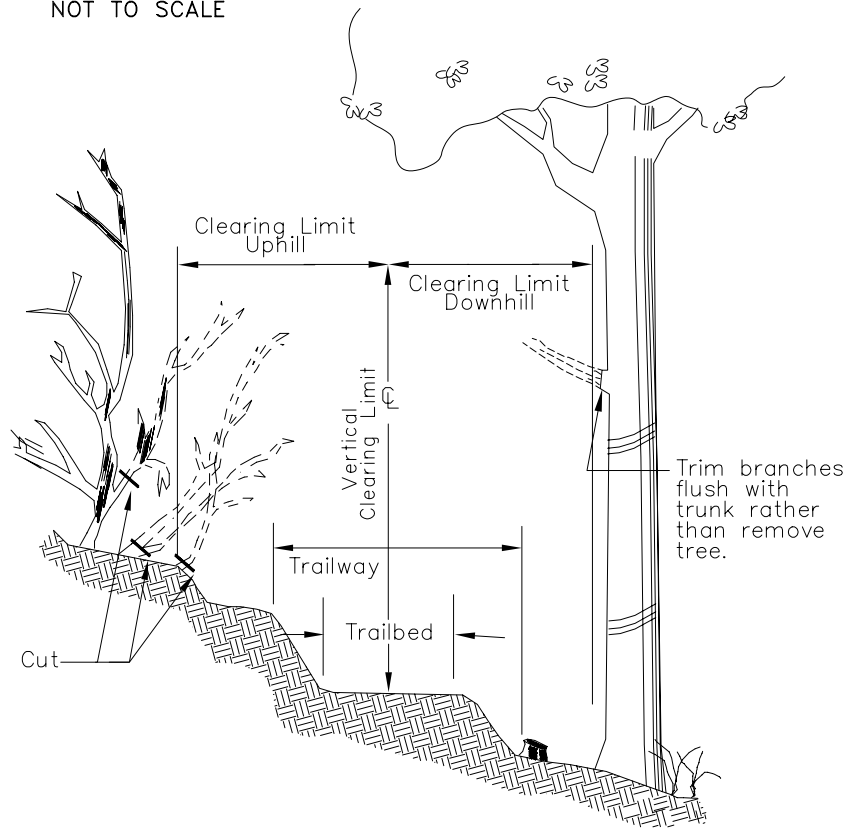 NOT TO SCALE
Clearing Limit
Uphill
Clearing Limit
Downhill
Vertical
Clearing Limit
℄
Trim branches
flush with
trunk rather
than remove
tree.
Trailway
Trailbed
Cut